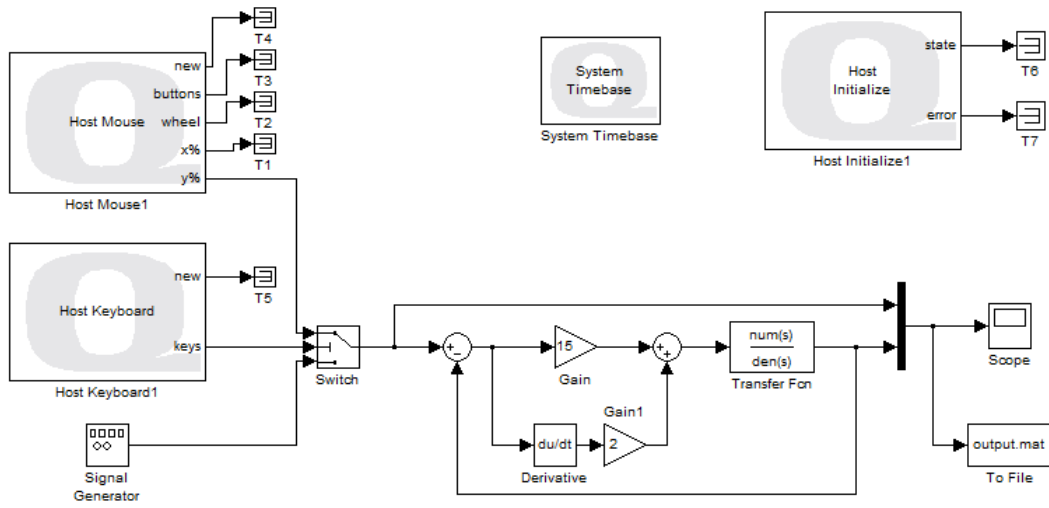 new
buttons
Host Mouse
wheel
x%
y%
Host Mouse1
T4
T3
T2
T1
System
Timebase
System Timebase
Host
Initialize
state
error
Host Initialize1
T6
T7
new
Host Keyboard
keys
Host Keyboard1
T5
Switch
Signal
Generator
15
Gain
du/dt
Derivative
Gain1
2
num(s)
den(s)
Transfer Fcn
Scope
output.mat
To File